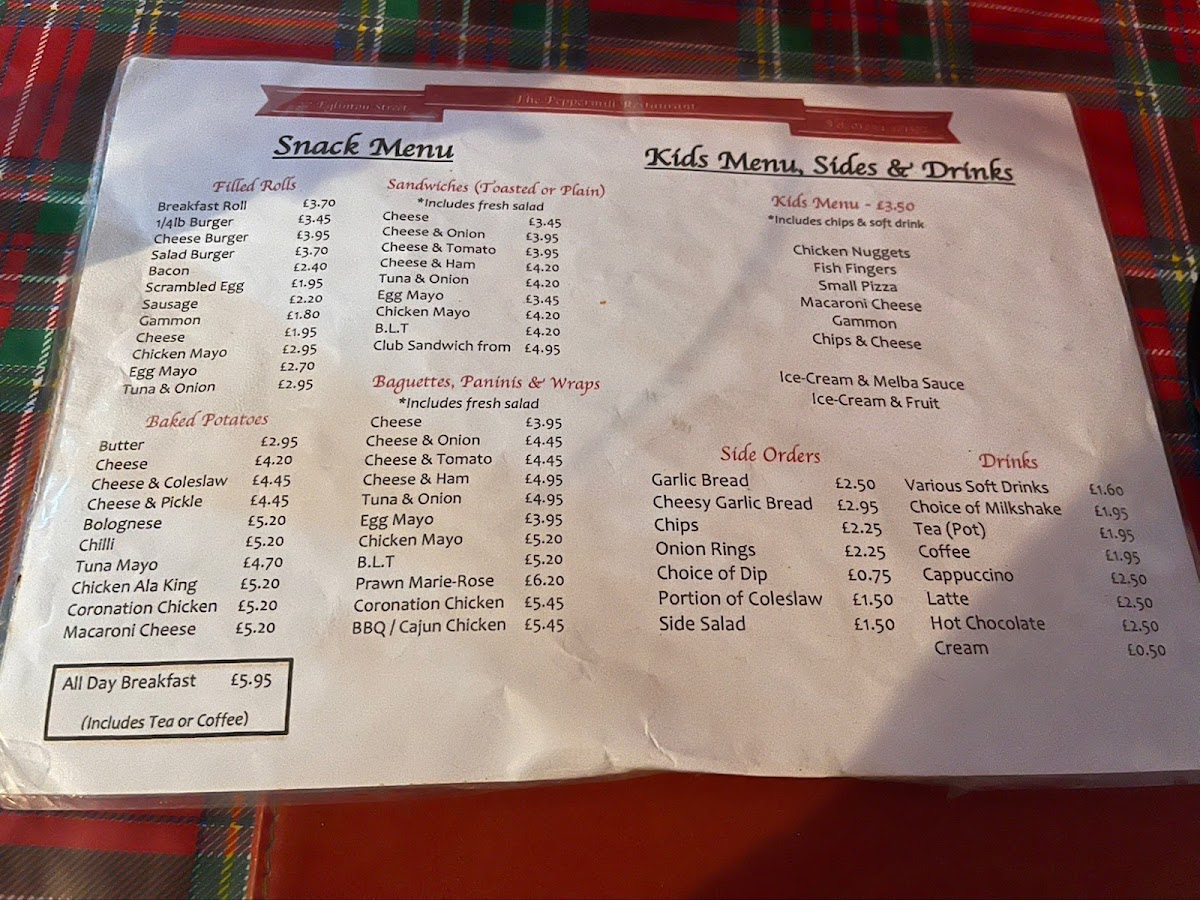 Eglinton Street
The Peppermill Restaurant
Snack Menu
Filled Rolls
Breakfast Roll £3.70
1/4lb Burger £3.45
Cheese Burger £3.95
Salad Burger £3.70
Bacon £2.40
Scrambled Egg £1.95
Sausage £2.20
Gammon £1.80
Cheese £1.95
Chicken Mayo £2.95
Egg Mayo £2.70
Tuna & Onion £2.95
Baked Potatoes
Butter £2.95
Cheese £4.20
Cheese & Coleslaw £4.45
Cheese & Pickle £4.45
Bolognese £5.20
Chilli £5.20
Tuna Mayo £4.70
Chicken Ala King £5.20
Coronation Chicken £5.20
Macaroni Cheese £5.20
All Day Breakfast £5.95
(Includes Tea or Coffee)
Sandwiches (Toasted or Plain)
*Includes fresh salad
Cheese £3.45
Cheese & Onion £3.95
Cheese & Tomato £3.95
Cheese & Ham £4.20
Tuna & Onion £4.20
Egg Mayo £3.45
Chicken Mayo £4.20
B.L.T £4.20
Club Sandwich from £4.95
Baguettes, Paninis & Wraps
*Includes fresh salad
Cheese £3.95
Cheese & Onion £4.45
Cheese & Tomato £4.45
Cheese & Ham £4.95
Tuna & Onion £4.95
Egg Mayo £3.95
Chicken Mayo £5.20
B.L.T £5.20
Prawn Marie-Rose £6.20
Coronation Chicken £5.45
BBQ / Cajun Chicken £5.45
Kids Menu, Sides & Drinks
Kids Menu - £3.50
*Includes chips & soft drink
Chicken Nuggets
Fish Fingers
Small Pizza
Macaroni Cheese
Gammon
Chips & Cheese
Ice-Cream & Melba Sauce
Ice-Cream & Fruit
Side Orders
Garlic Bread £2.50
Cheesy Garlic Bread £2.95
Chips £2.25
Onion Rings £2.25
Choice of Dip £0.75
Portion of Coleslaw £1.50
Side Salad £1.50
Drinks
Various Soft Drinks £1.60
Choice of Milkshake £1.95
Tea (Pot) £1.95
Coffee £1.95
Cappuccino £2.50
Latte £2.50
Hot Chocolate £2.50
Cream £0.50